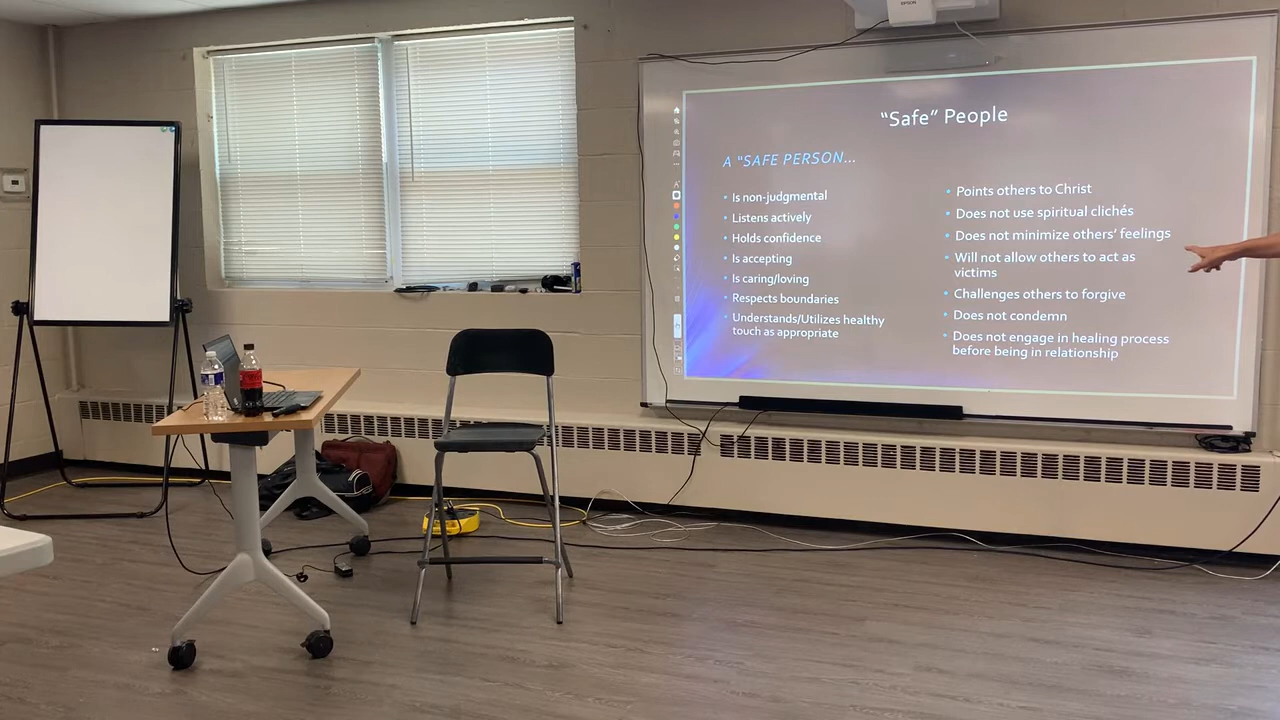 EPSON
“Safe” People
A “SAFE PERSON...
• Is non-judgmental
• Listens actively
• Holds confidence
• Is accepting
• Is caring/loving
• Respects boundaries
• Understands/Utilizes healthy
touch as appropriate
• Points others to Christ
• Does not use spiritual clichés
• Does not minimize others’ feelings
• Will not allow others to act as
victims
• Challenges others to forgive
• Does not condemn
• Does not engage in healing process
before being in relationship